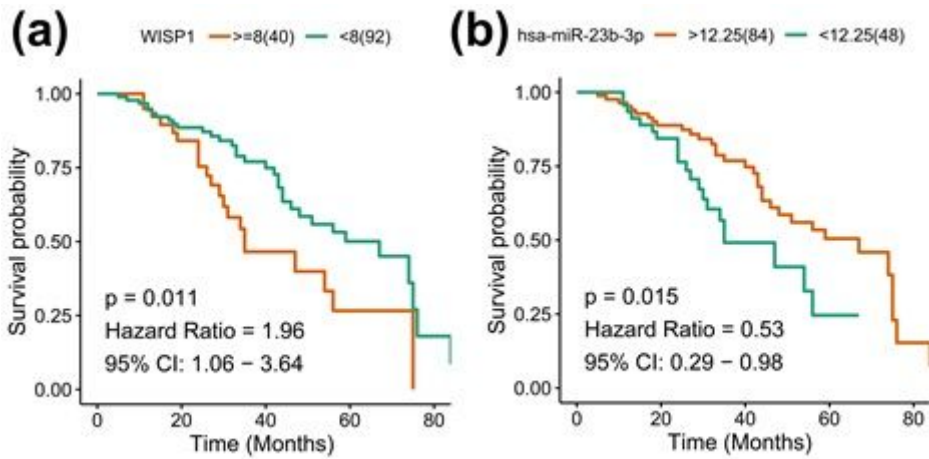 (a)
WISP1 >=8(40) <8(92)
1.00
0.75
0.50
0.25
0.00
Survival probability
p = 0.011
Hazard Ratio = 1.96
95% CI: 1.06 − 3.64
0 20 40 60 80
Time (Months)
(b)
hsa-miR-23b-3p >12.25(84) <12.25(48)
1.00
0.75
0.50
0.25
0.00
Survival probability
p = 0.015
Hazard Ratio = 0.53
95% CI: 0.29 − 0.98
0 20 40 60 80
Time (Months)